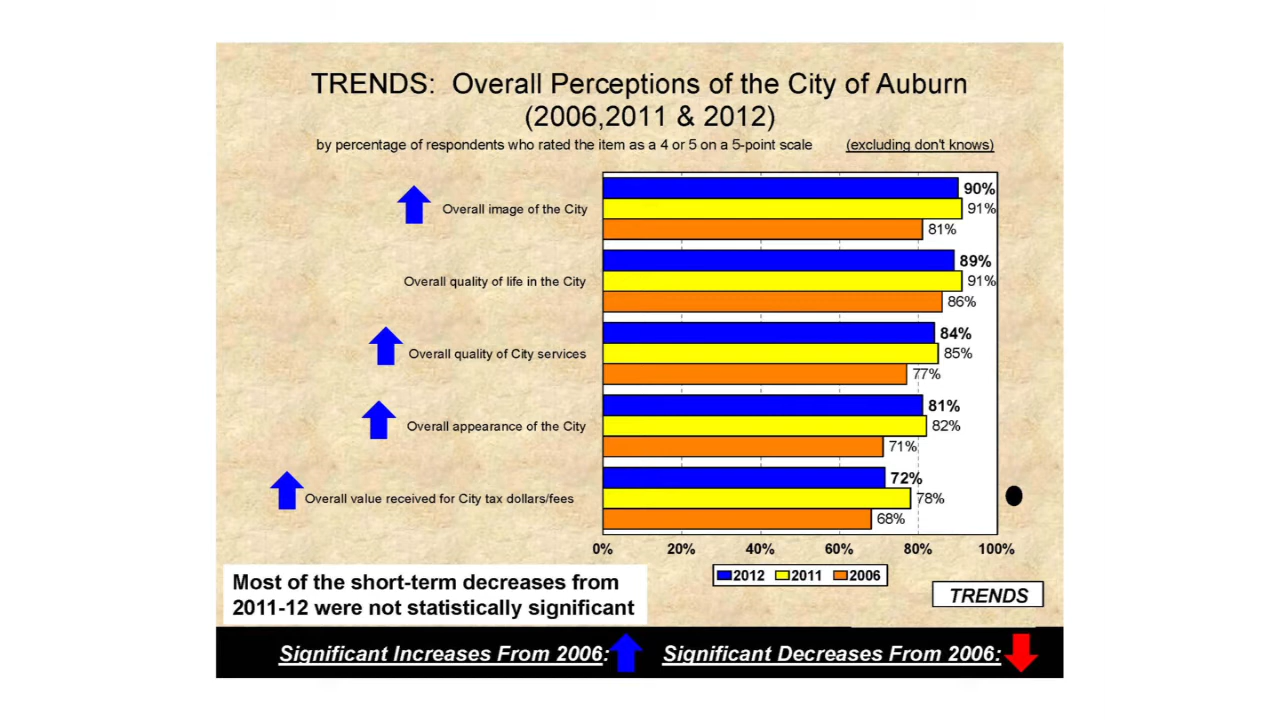 TRENDS: Overall Perceptions of the City of Auburn
(2006,2011 & 2012)
by percentage of respondents who rated the item as a 4 or 5 on a 5-point scale (excluding don't knows)
Overall image of the City
90%
91%
81%
Overall quality of life in the City
89%
91%
86%
Overall quality of City services
84%
85%
77%
Overall appearance of the City
81%
82%
71%
Overall value received for City tax dollars/fees
72%
78%
68%
0% 20% 40% 60% 80% 100%
2012 2011 2006
TRENDS
Most of the short-term decreases from
2011-12 were not statistically significant
Significant Increases From 2006: Significant Decreases From 2006: